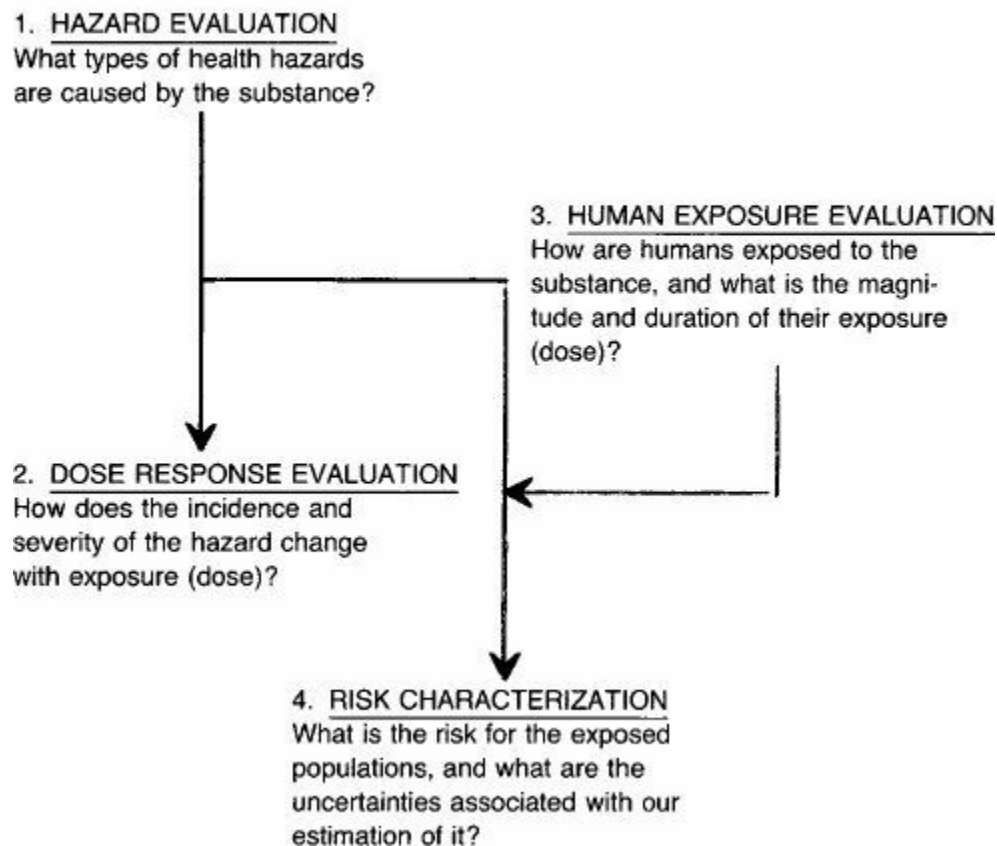 1. HAZARD EVALUATION
What types of health hazards
are caused by the substance?
3. HUMAN EXPOSURE EVALUATION
How are humans exposed to the
substance, and what is the magni-
tude and duration of their exposure
(dose)?
2. DOSE RESPONSE EVALUATION
How does the incidence and
severity of the hazard change
with exposure (dose)?
4. RISK CHARACTERIZATION
What is the risk for the exposed
populations, and what are the
uncertainties associated with our
estimation of it?